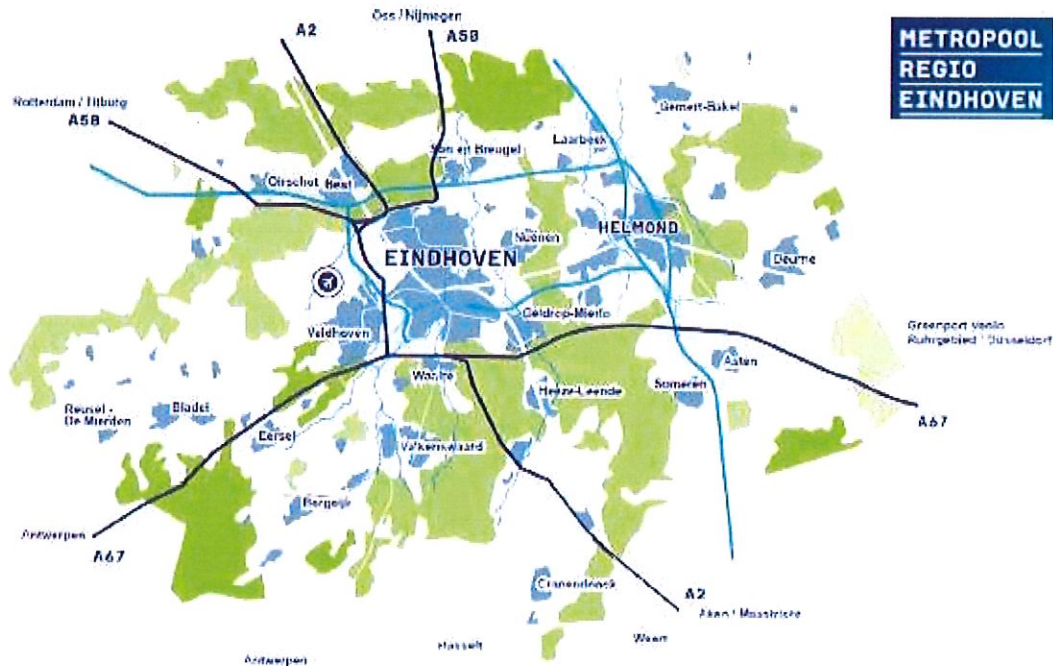 Oss / Nijmegen
A2
A50
METROPOOL
REGIO
EINDHOVEN
Rotterdam / Tilburg
A58
Gemert-Bakel
Laarbeek
Son en Breugel
Oirschot
Best
Nuenen
HELMOND
EINDHOVEN
Deurne
Geldrop-Mierlo
Veldhoven
Greenport Venlo
Ruhrgebied / Düsseldorf
Asten
Waalre
Heeze-Leende
Someren
Reusel -
De Mierden
Bladel
A67
Eersel
Valkenswaard
Bergeijk
Antwerpen
A67
Cranendonck
A2
Aken / Maastricht
Weert
Hasselt
Antwerpen